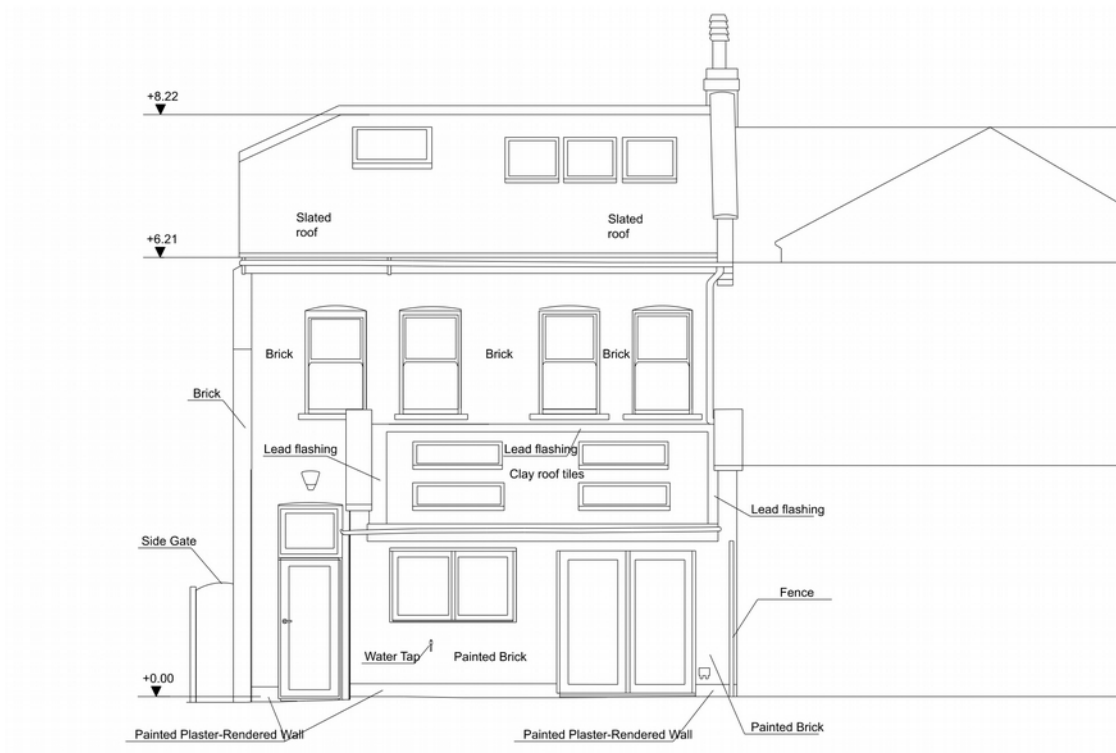 +8.22
Slated
roof
Slated
roof
+6.21
Brick
Brick
Brick
Brick
Lead flashing
Lead flashing
Clay roof tiles
Lead flashing
Side Gate
Fence
Water Tap
Painted Brick
+0.00
Painted Plaster-Rendered Wall
Painted Plaster-Rendered Wall
Painted Brick